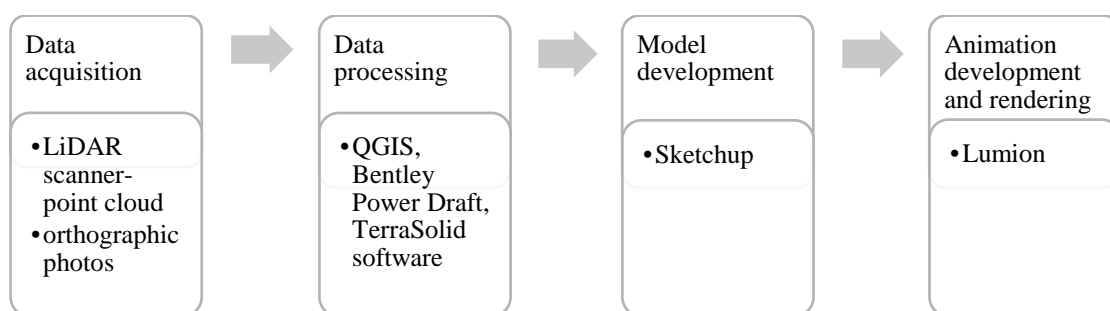 Data
acquisition
•LiDAR
scanner-
point cloud
•orthographic
photos
Data
processing
•QGIS,
Bentley
Power Draft,
TerraSolid
software
Model
development
•Sketchup
Animation
development
and rendering
•Lumion